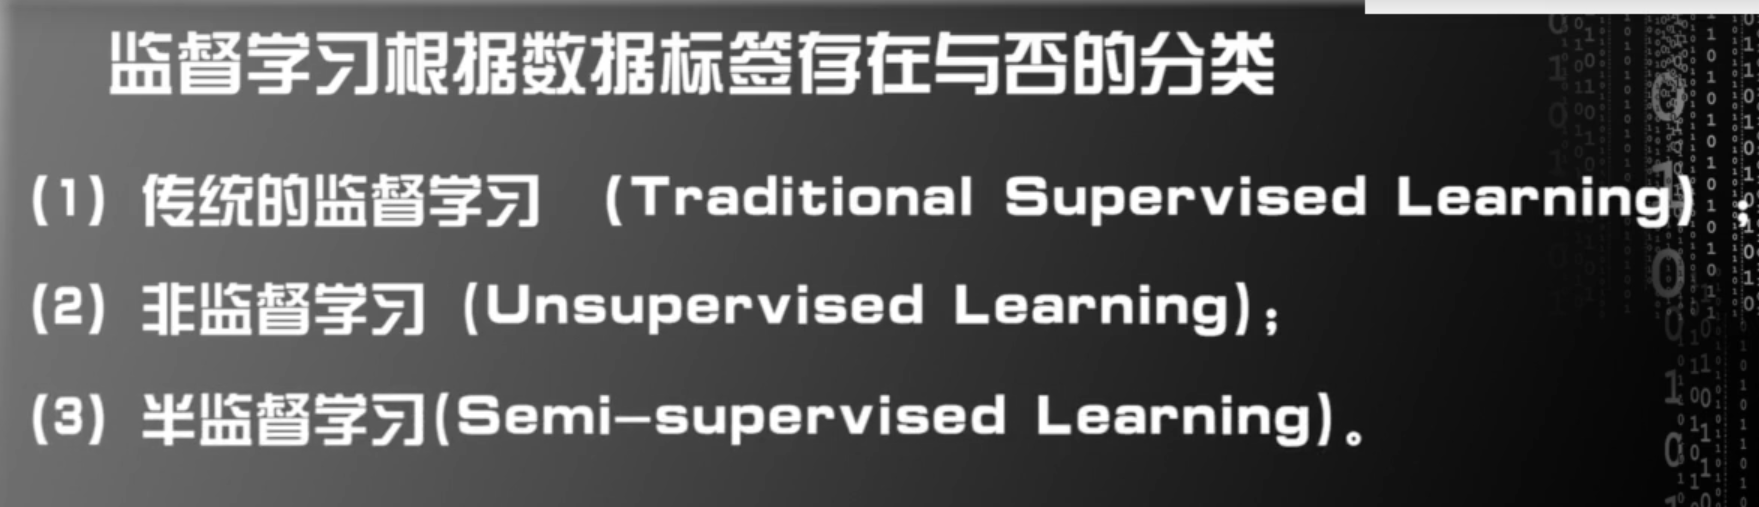 监督学习根据数据标签存在与否的分类
(1) 传统的监督学习 (Traditional Supervised Learning) ;
(2) 非监督学习 (Unsupervised Learning);
(3) 半监督学习(Semi-supervised Learning)。